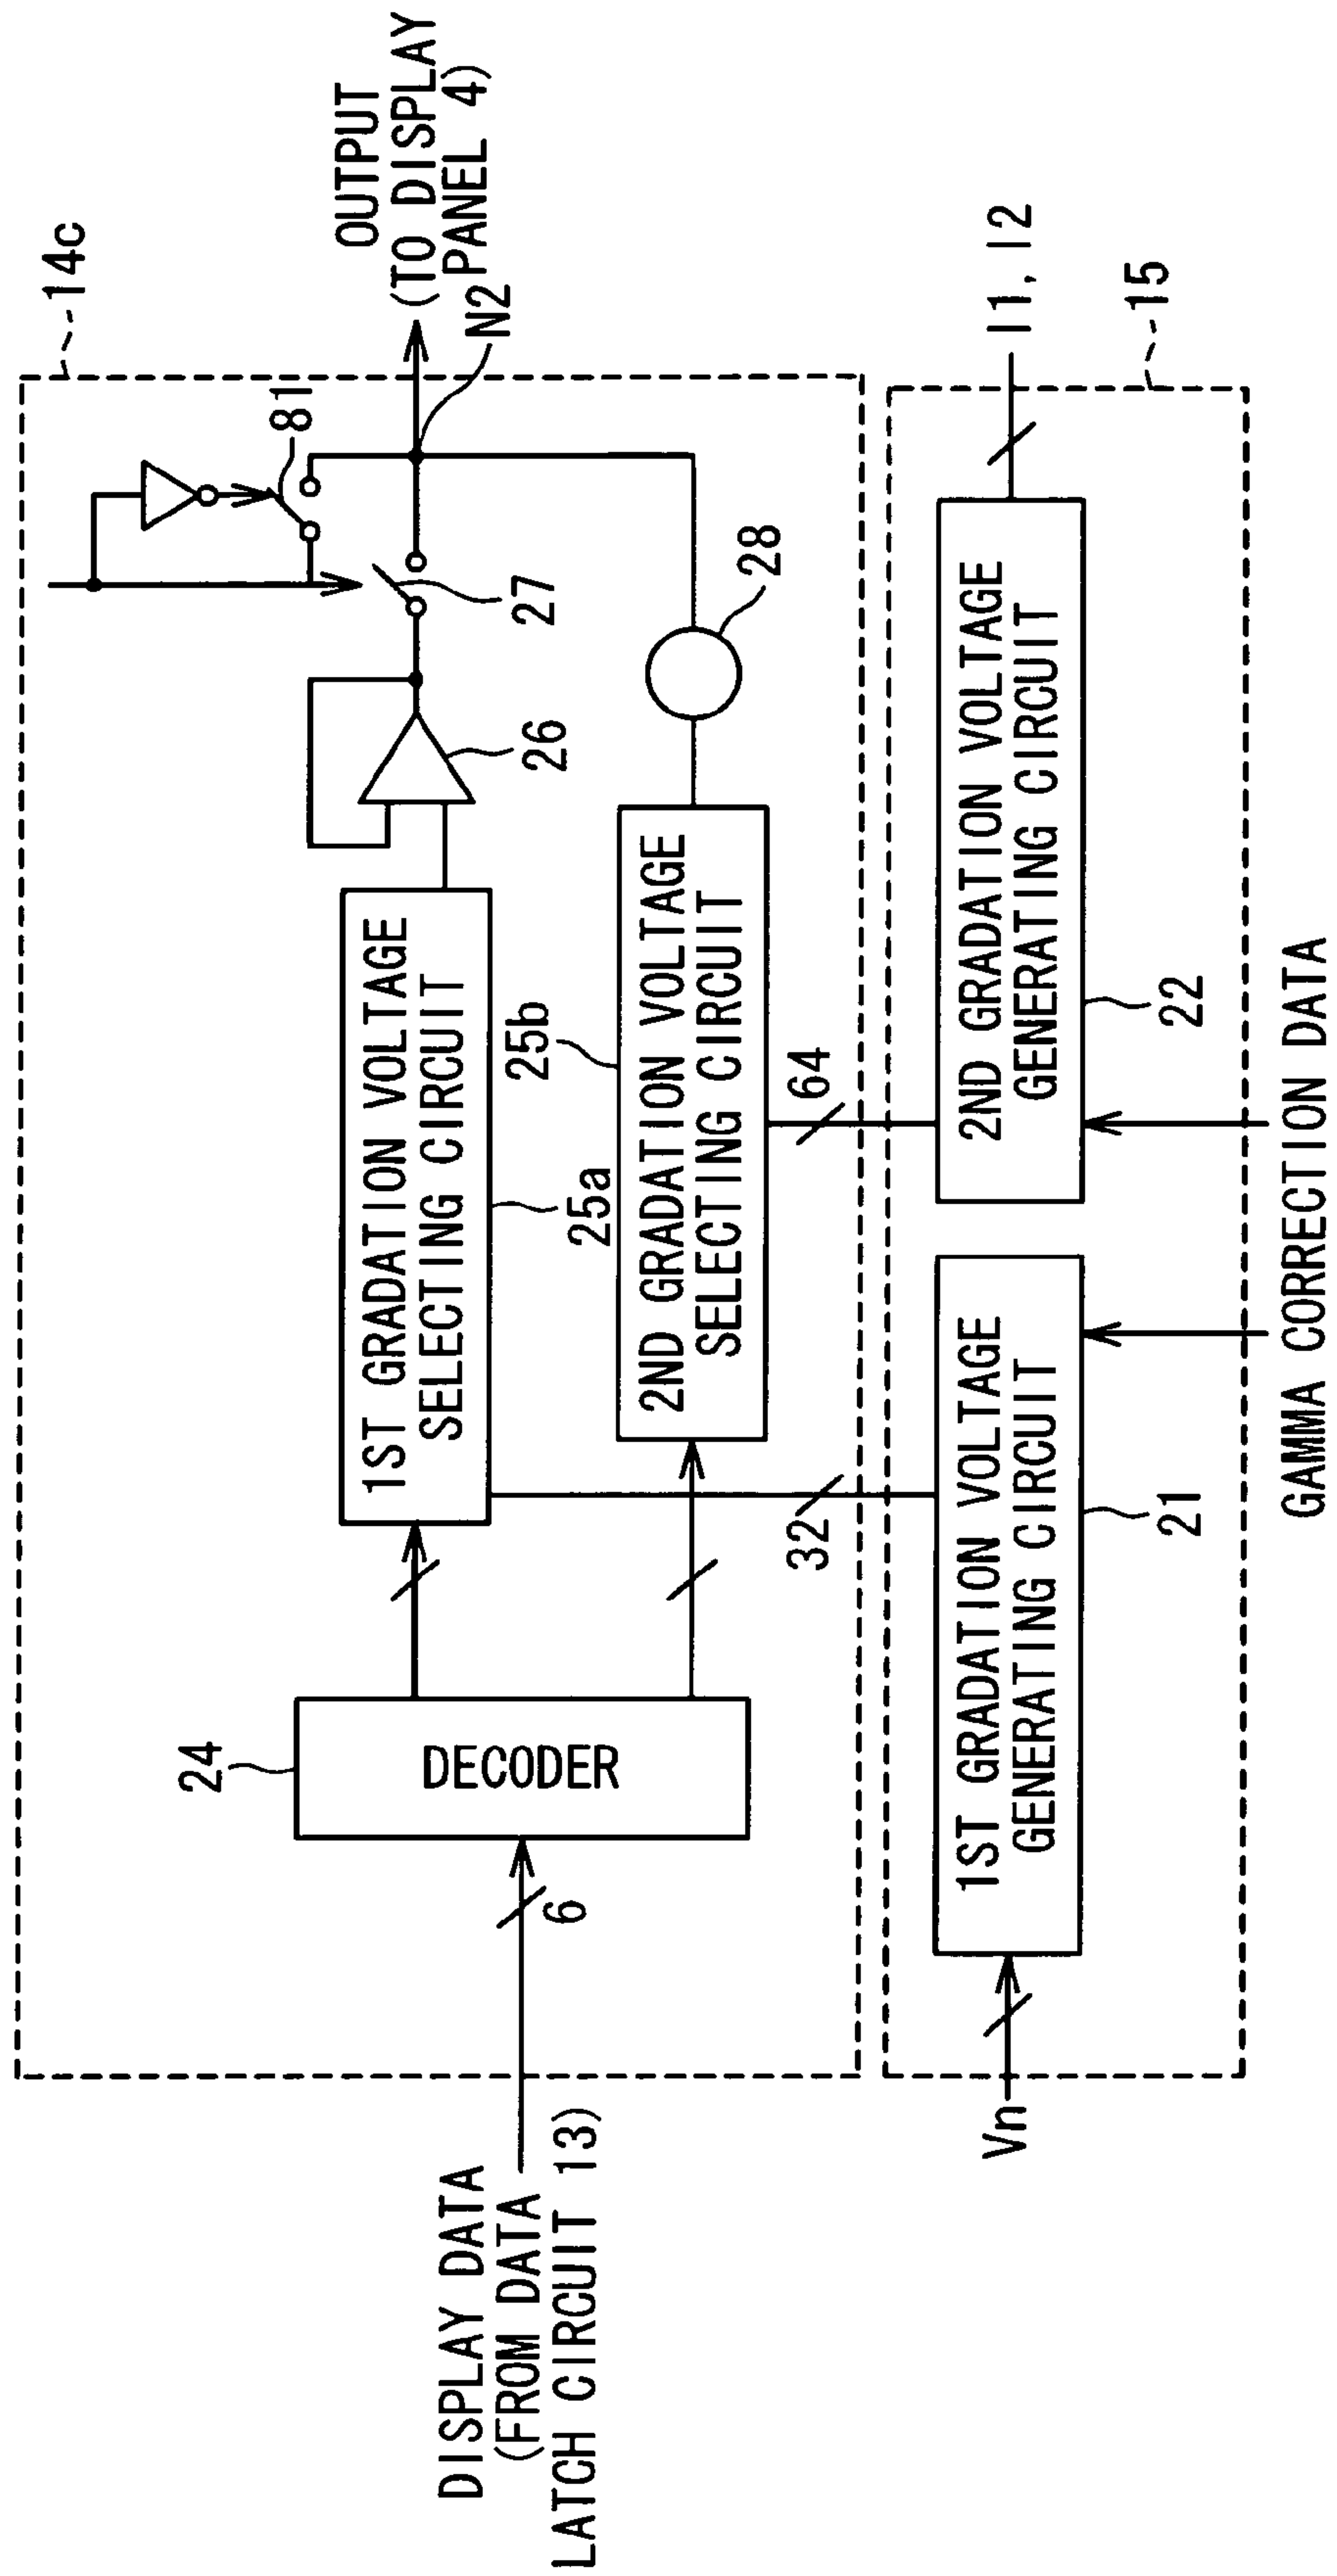 14c
81
OUTPUT
(TO DISPLAY
PANEL 4)
N2
27
26
28
1ST GRADATION VOLTAGE
SELECTING CIRCUIT
25a
25b
2ND GRADATION VOLTAGE
SELECTING CIRCUIT
24
DECODER
6
DISPLAY DATA
(FROM DATA
LATCH CIRCUIT 13)
32
64
15
I1, I2
Vn
1ST GRADATION VOLTAGE
GENERATING CIRCUIT
21
2ND GRADATION VOLTAGE
GENERATING CIRCUIT
22
GAMMA CORRECTION DATA